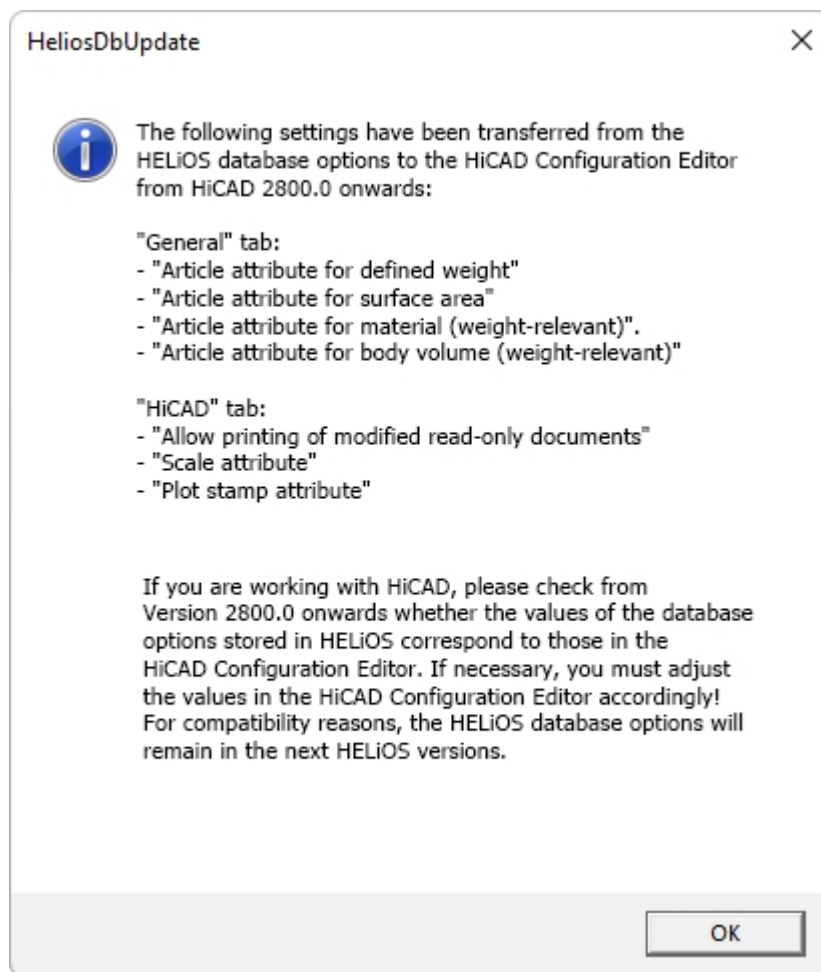 HeliosDbUpdate
The following settings have been transferred from the
HELiOS database options to the HiCAD Configuration Editor
from HiCAD 2800.0 onwards:
"General" tab:
- "Article attribute for defined weight"
- "Article attribute for surface area"
- "Article attribute for material (weight-relevant)".
- "Article attribute for body volume (weight-relevant)"
"HiCAD" tab:
- "Allow printing of modified read-only documents"
- "Scale attribute"
- "Plot stamp attribute"
If you are working with HiCAD, please check from
Version 2800.0 onwards whether the values of the database
options stored in HELiOS correspond to those in the
HiCAD Configuration Editor. If necessary, you must adjust
the values in the HiCAD Configuration Editor accordingly!
For compatibility reasons, the HELiOS database options will
remain in the next HELiOS versions.
OK